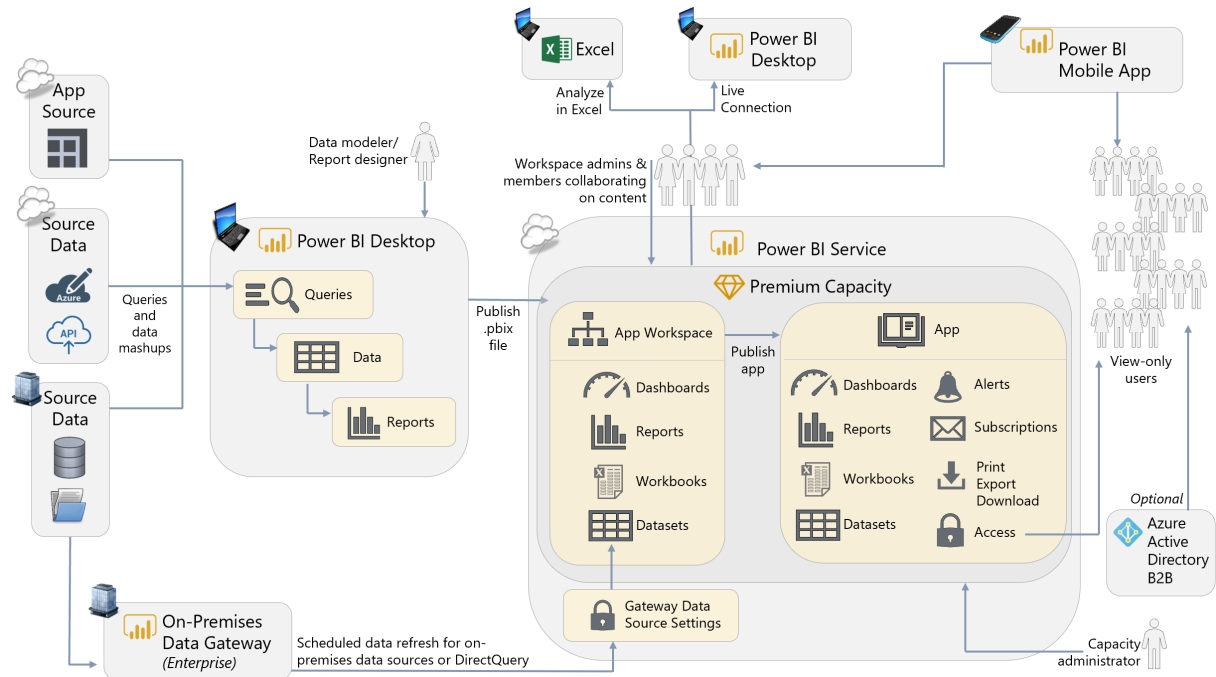 App
Source
Source
Data
Azure
API
Source
Data
Queries
and
data
mashups
Data modeler/
Report designer
Power BI Desktop
Queries
Data
Reports
Publish
.pbix
file
On-Premises
Data Gateway
(Enterprise)
Scheduled data refresh for on-
premises data sources or DirectQuery
Excel
Power BI
Desktop
Analyze
in Excel
Live
Connection
Workspace admins &
members collaborating
on content
Power BI
Mobile App
Power BI Service
Premium Capacity
App Workspace
Dashboards
Reports
Workbooks
Datasets
Publish
app
App
Dashboards
Reports
Workbooks
Datasets
Alerts
Subscriptions
Print
Export
Download
Access
Gateway Data
Source Settings
View-only
users
Optional
Azure
Active
Directory
B2B
Capacity
administrator